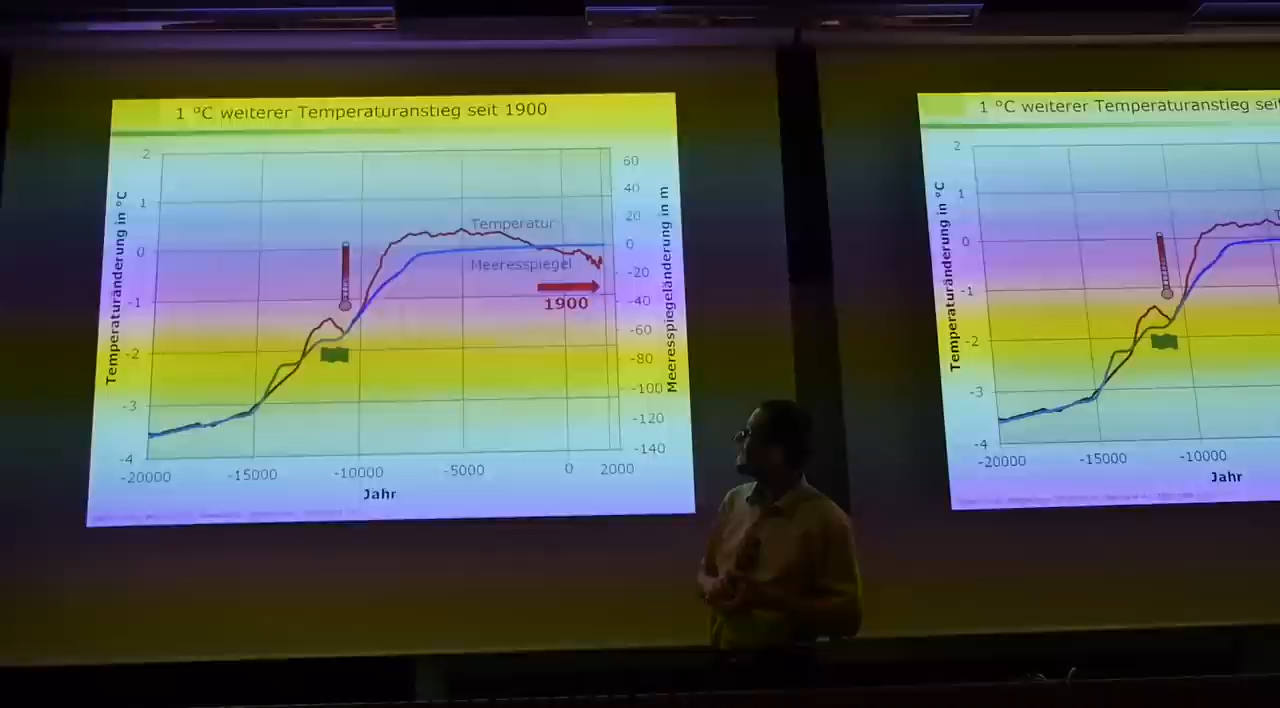 1 °C weiterer Temperaturanstieg seit 1900
Temperaturänderung in °C
2
1
0
-1
-2
-3
-4
Temperatur
Meeresspiegel
1900
60
40
20
0
-20
-40
-60
-80
-100
-120
-140
Meeresspiegeländerung in m
-20000 -15000 -10000 -5000 0 2000
Jahr
1 °C weiterer Temperaturanstieg sei
Temperaturänderung in °C
2
1
0
-1
-2
-3
-4
-20000 -15000 -10000
Jahr